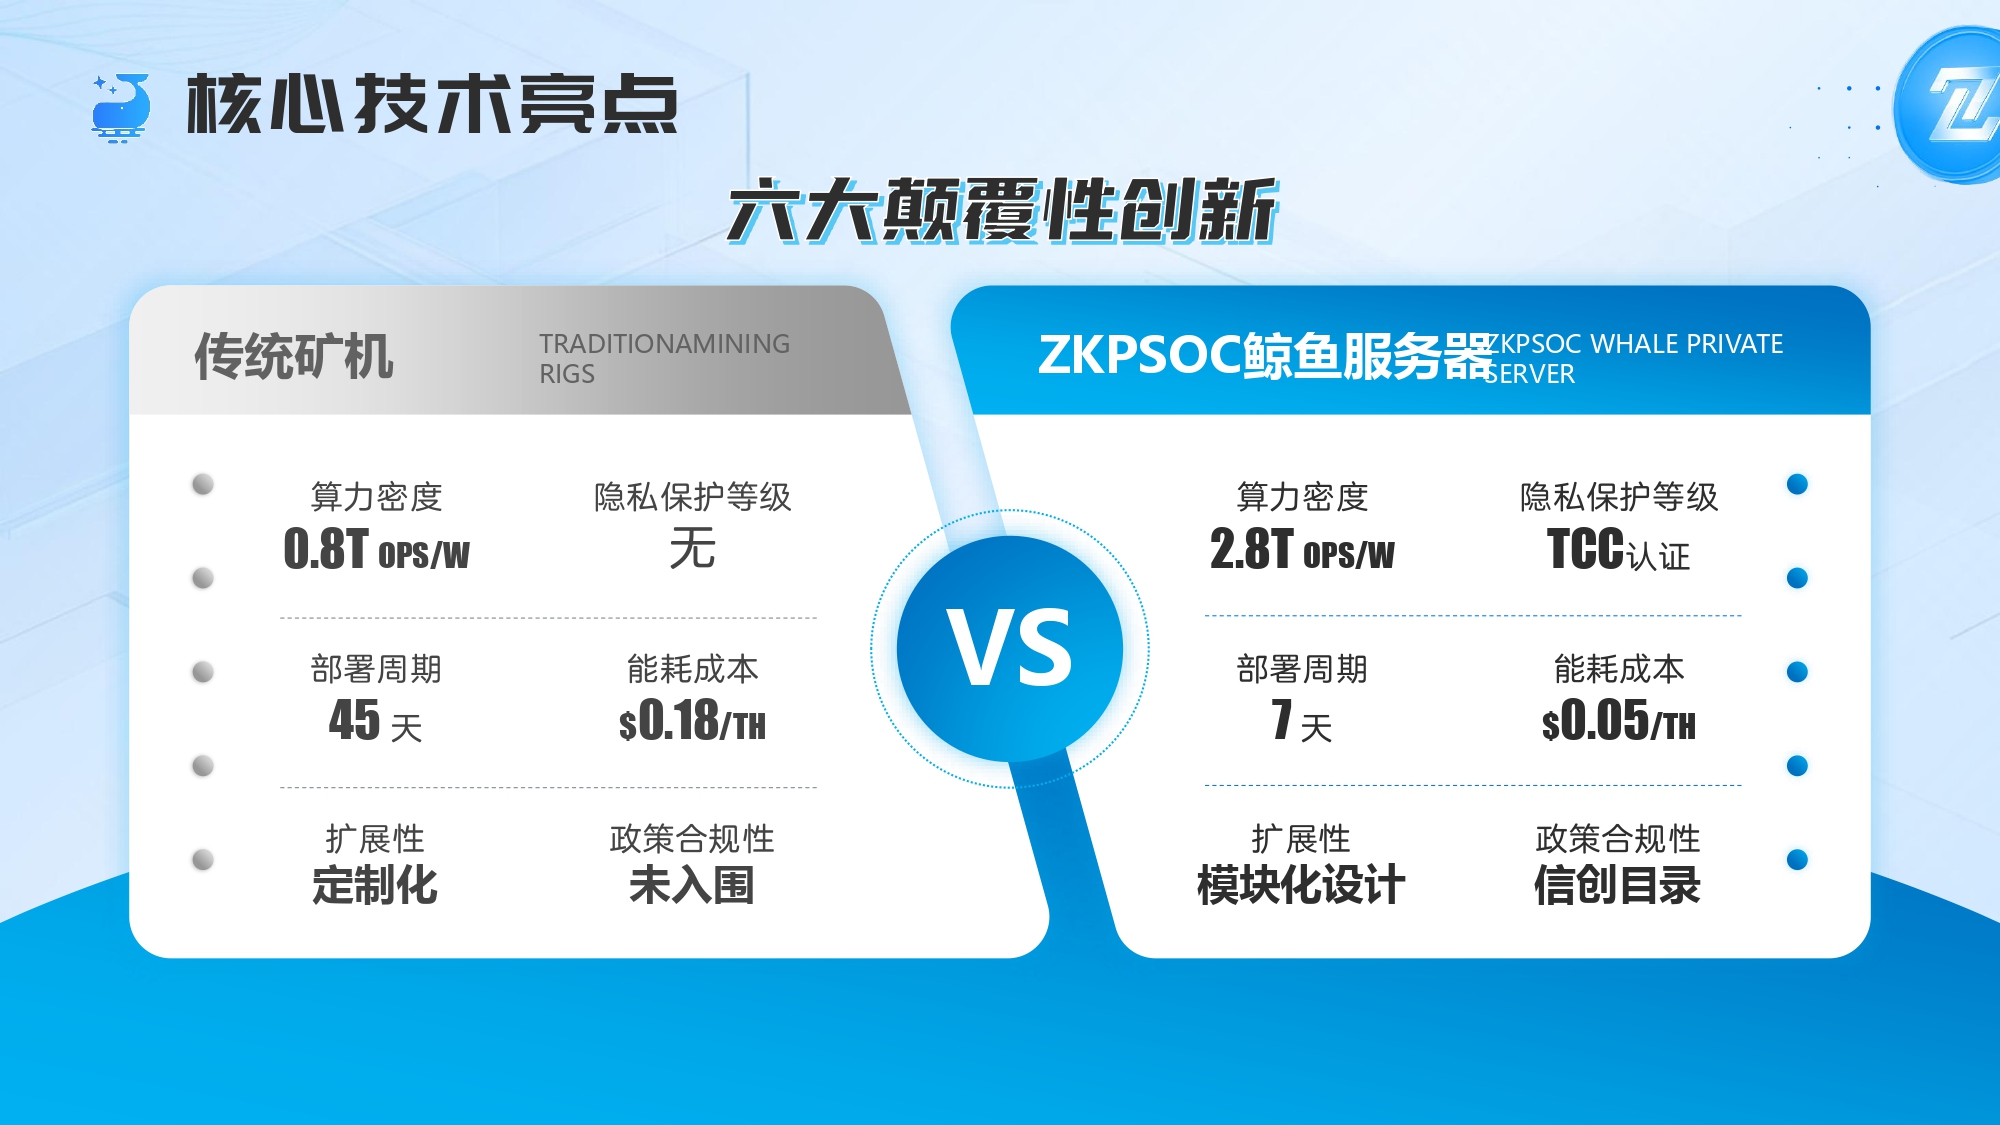 核心技术亮点
六大颠覆性创新
传统矿机
TRADITIONAMINING
RIGS
算力密度
0.8T OPS/W
隐私保护等级
无
部署周期
45 天
能耗成本
$0.18/TH
扩展性
定制化
政策合规性
未入围
VS
ZKPSOC鲸鱼服务器
ZKPSOC WHALE PRIVATE
SERVER
算力密度
2.8T OPS/W
隐私保护等级
TCC认证
部署周期
7 天
能耗成本
$0.05/TH
扩展性
模块化设计
政策合规性
信创目录